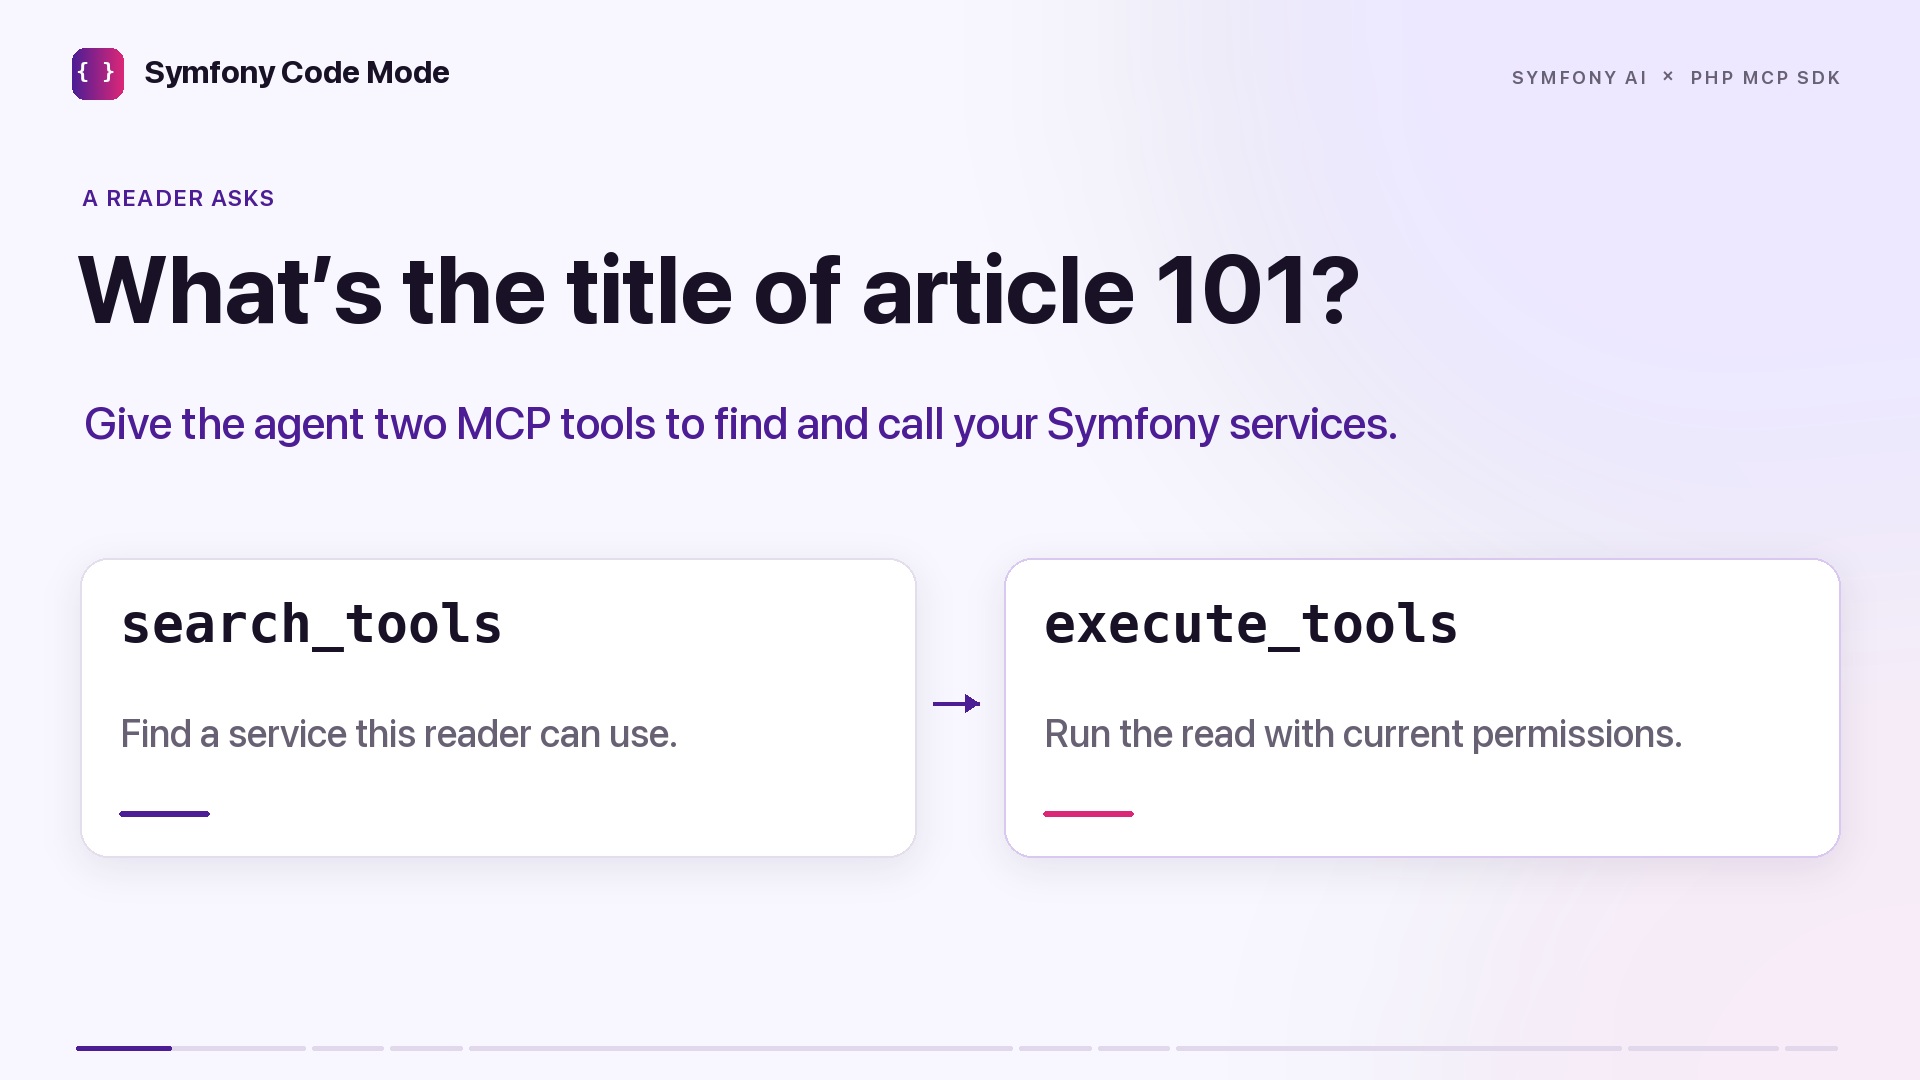 { }
Symfony Code Mode
SYMFONY AI × PHP MCP SDK
A READER ASKS
What’s the title of article 101?
Give the agent two MCP tools to find and call your Symfony services.
search_tools
Find a service this reader can use.
execute_tools
Run the read with current permissions.